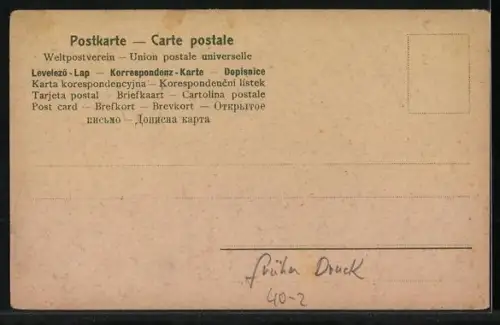 Postkarte — Carte postale
Weltpostverein — Union postale universelle
Levelező-Lap — Korrespondenz-Karte — Dopisnice
Karta korespondencyjna — Korespondenční lístek
Tarjeta postal — Briefkaart — Cartolina postale
Post card — Brefkort — Brevkort — Открытое
письмо — Дописна карта
früher Druck
40-2